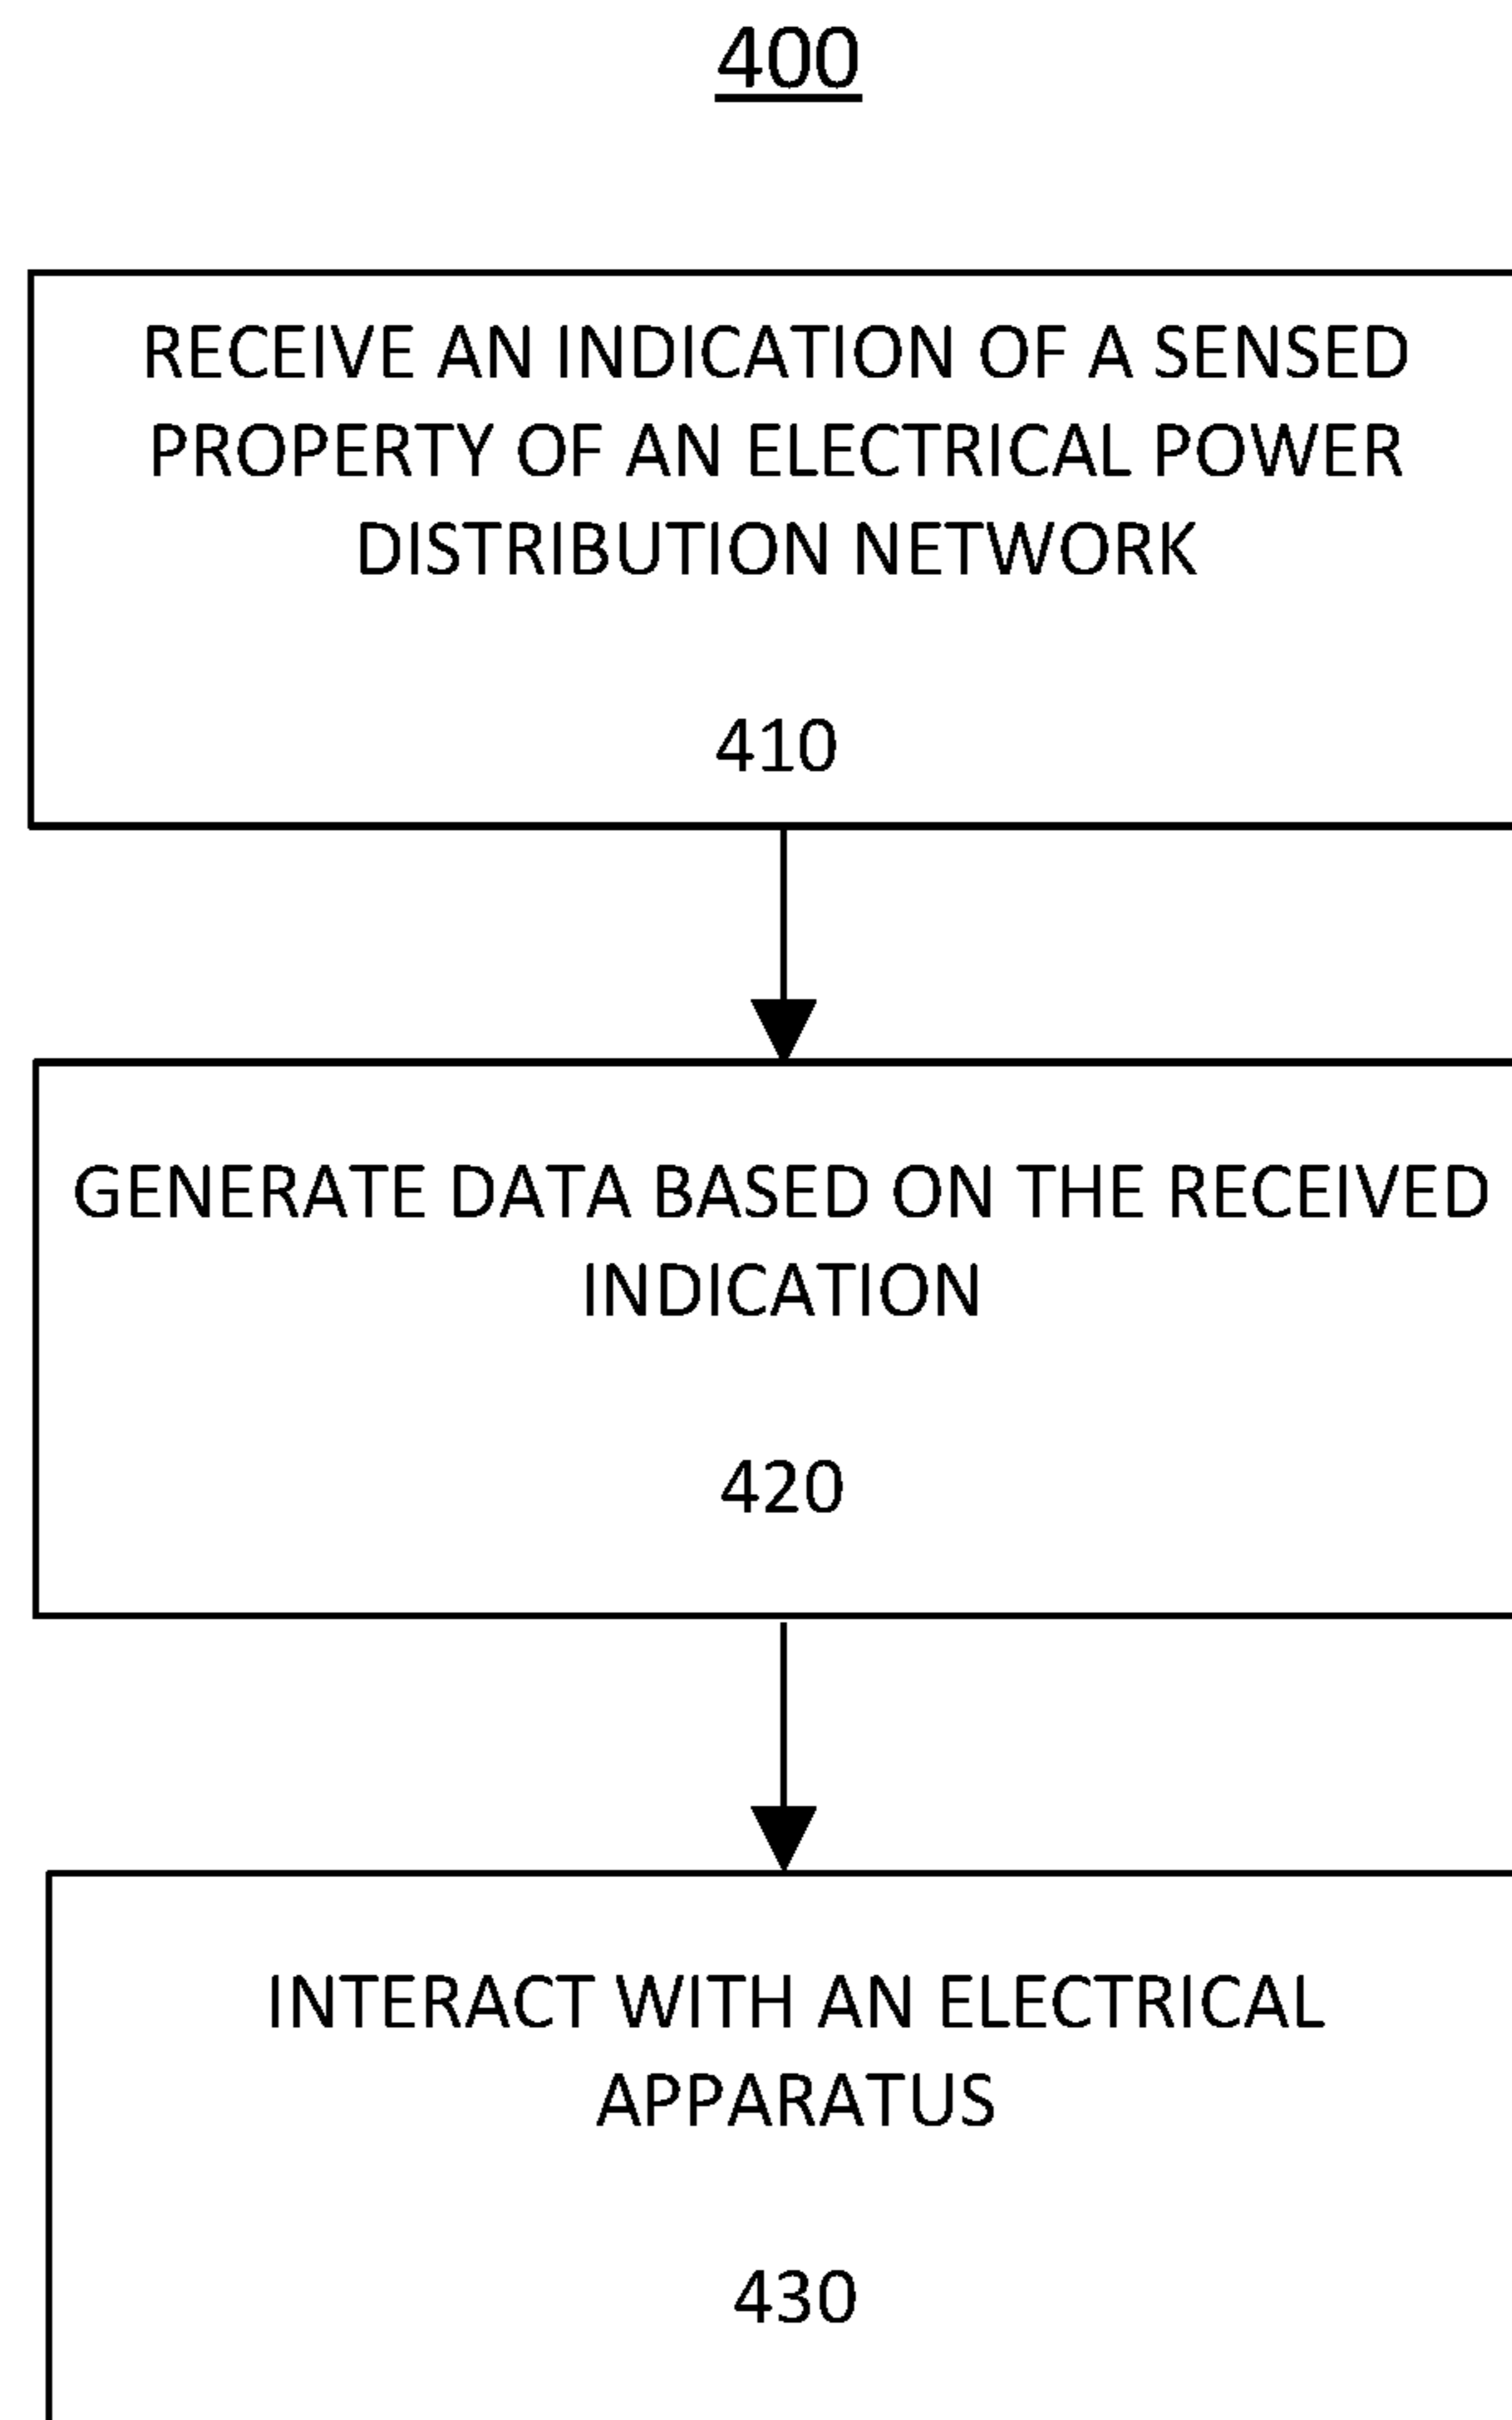 400
RECEIVE AN INDICATION OF A SENSED
PROPERTY OF AN ELECTRICAL POWER
DISTRIBUTION NETWORK
410
GENERATE DATA BASED ON THE RECEIVED
INDICATION
420
INTERACT WITH AN ELECTRICAL
APPARATUS
430